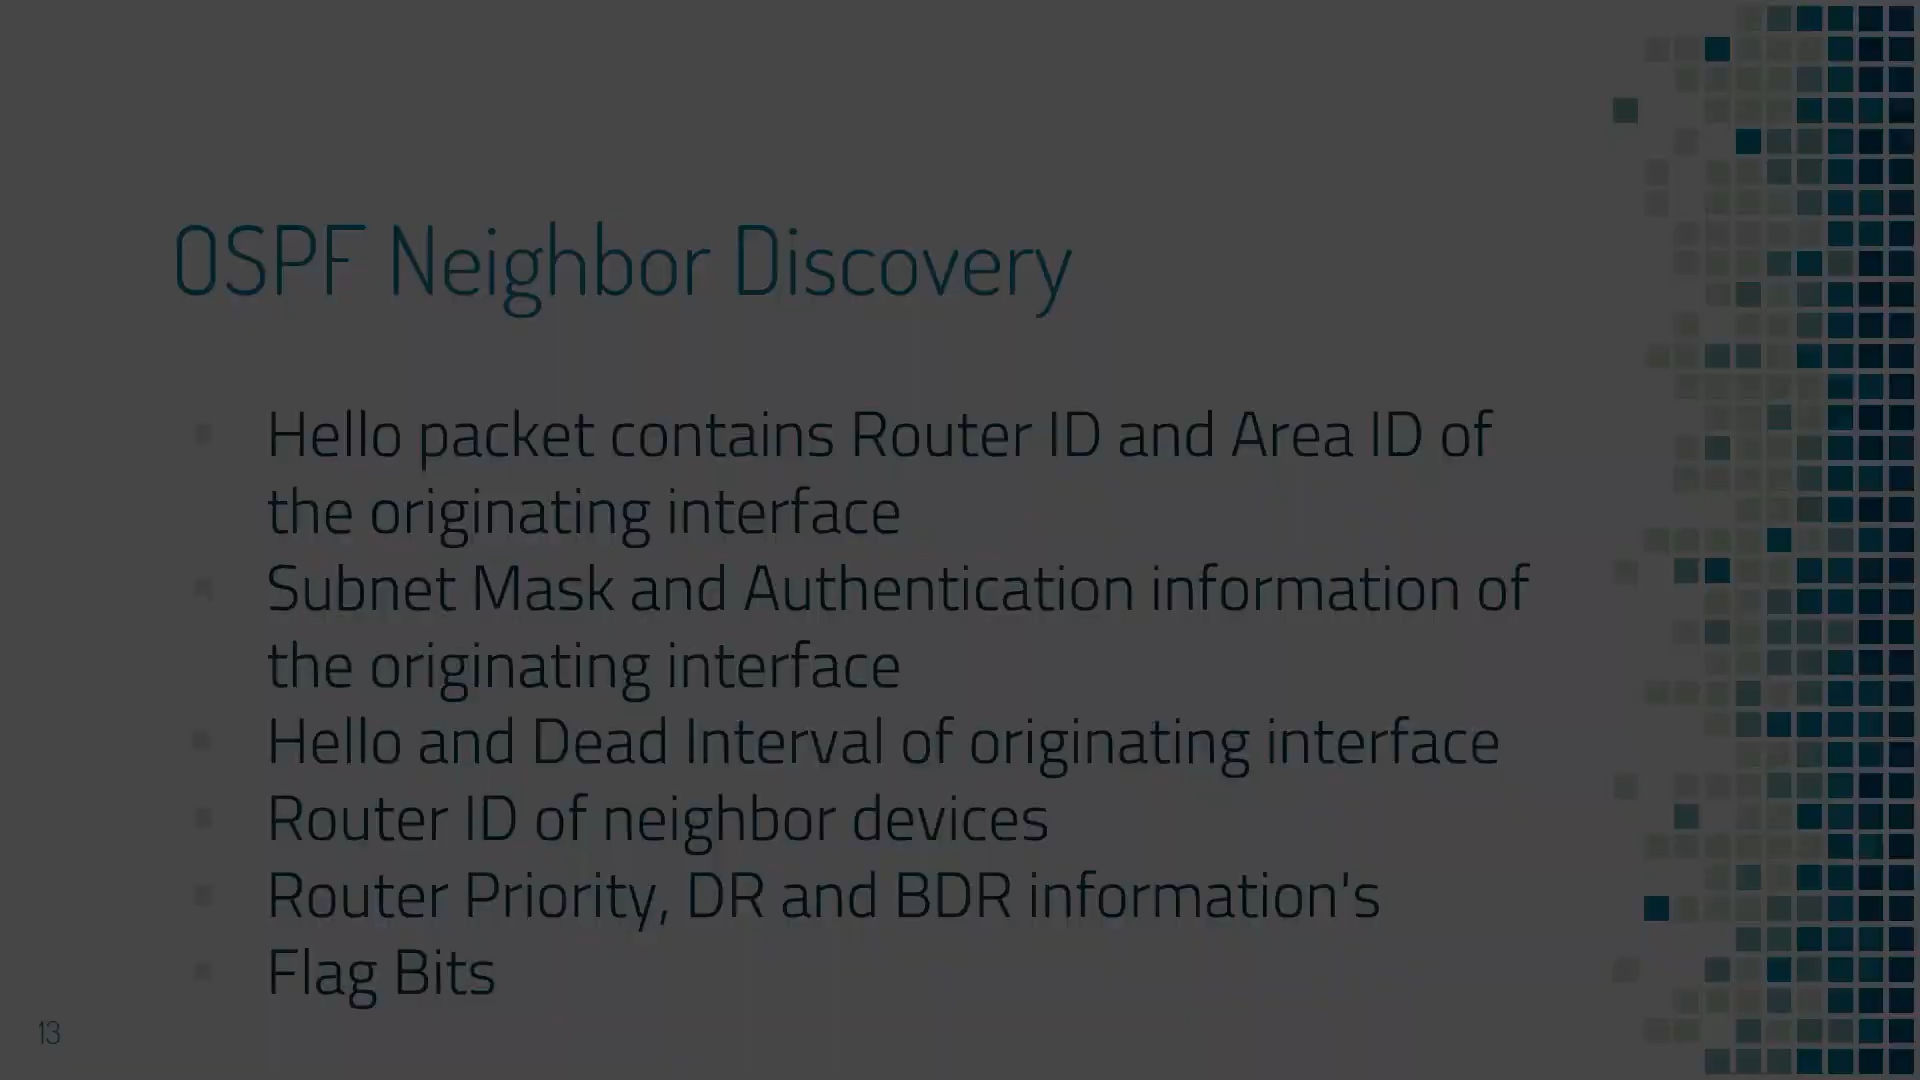 OSPF Neighbor Discovery
Hello packet contains Router ID and Area ID of
the originating interface
Subnet Mask and Authentication information of
the originating interface
Hello and Dead Interval of originating interface
Router ID of neighbor devices
Router Priority, DR and BDR information's
Flag Bits
13